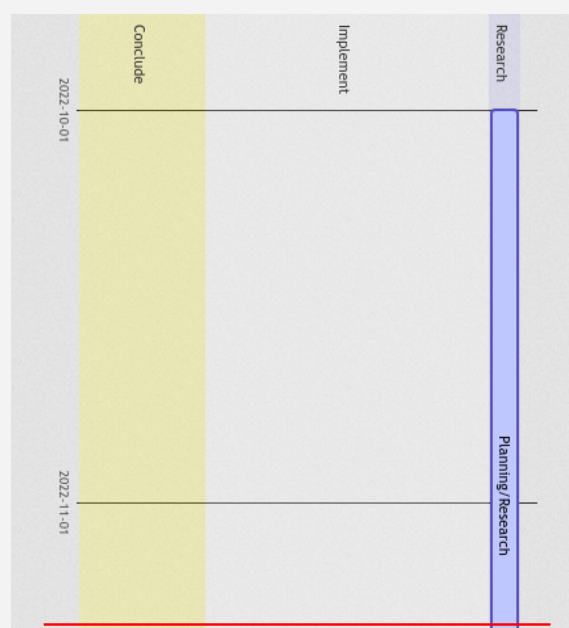 Research
Planning/Research
Implement
Conclude
2022-10-01
2022-11-01